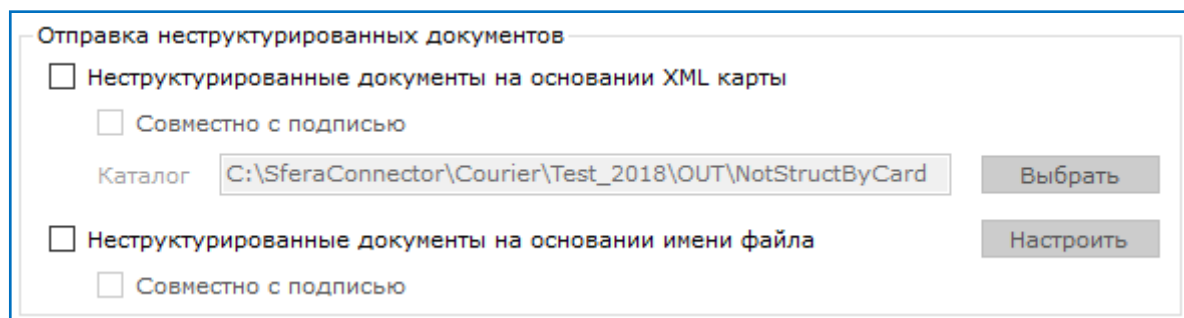 Отправка неструктурированных документов
Неструктурированные документы на основании XML карты
Совместно с подписью
Каталог C:\SferaConnector\Courier\Test_2018\OUT\NotStructByCard Выбрать
Неструктурированные документы на основании имени файла Настроить
Совместно с подписью